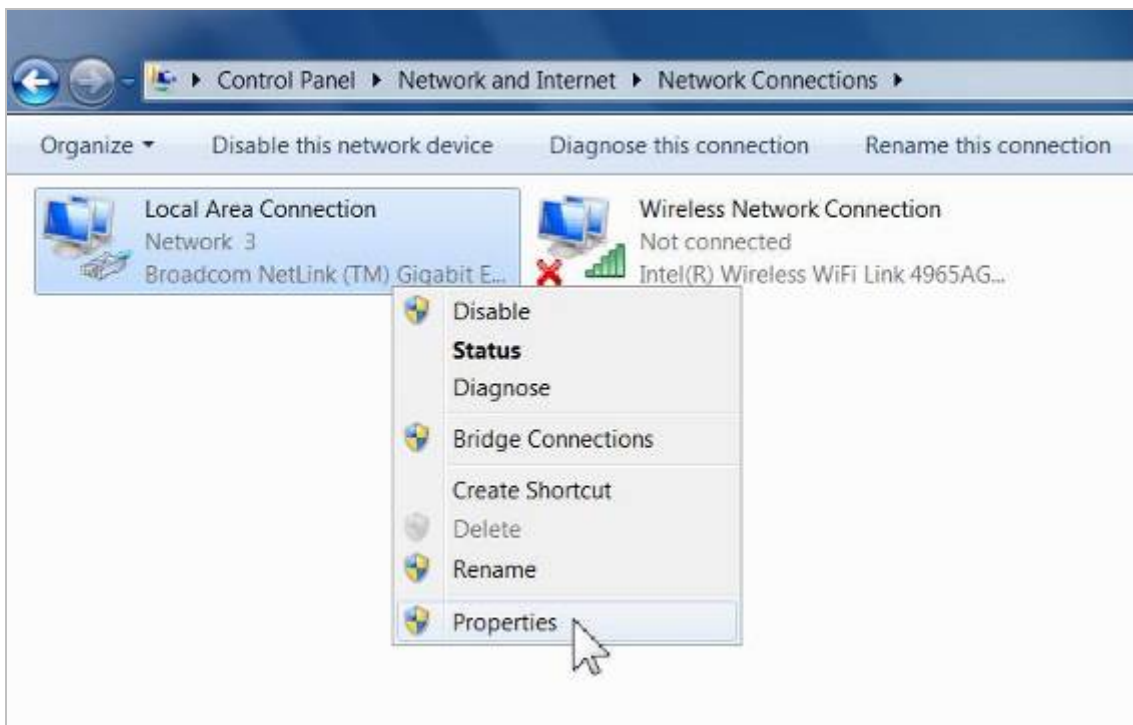 Control Panel Network and Internet Network Connections
Organize Disable this network device Diagnose this connection Rename this connection
Local Area Connection
Network 3
Broadcom NetLink (TM) Gigabit E...
Wireless Network Connection
Not connected
Intel(R) Wireless WiFi Link 4965AG...
Disable
Status
Diagnose
Bridge Connections
Create Shortcut
Delete
Rename
Properties